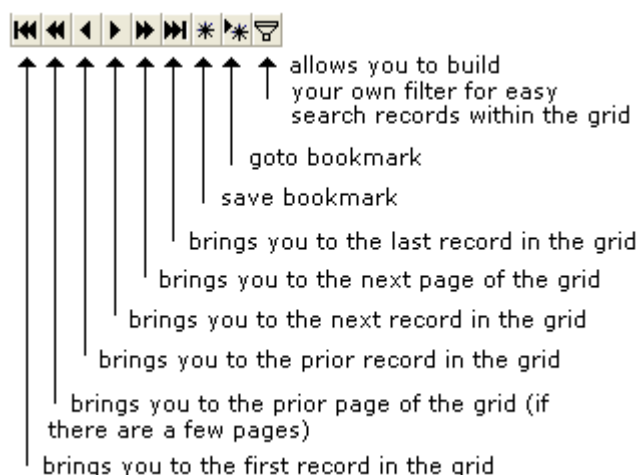 allows you to build
your own filter for easy
search records within the grid
goto bookmark
save bookmark
brings you to the last record in the grid
brings you to the next page of the grid
brings you to the next record in the grid
brings you to the prior record in the grid
brings you to the prior page of the grid (if
there are a few pages)
brings you to the first record in the grid